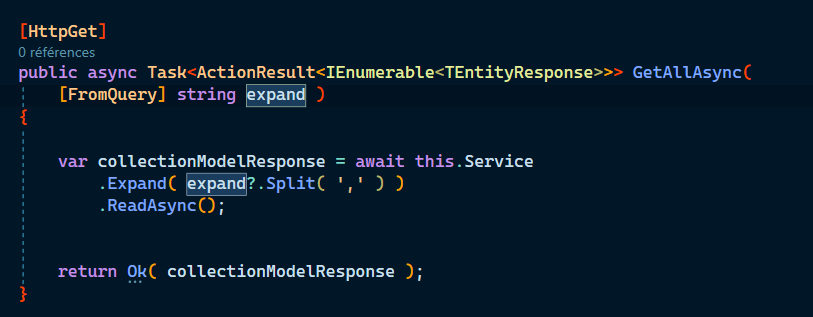 [HttpGet]
0 références
public async Task<ActionResult<IEnumerable<TEntityResponse>>> GetAllAsync(
[FromQuery] string expand )
{
var collectionModelResponse = await this.Service
.Expand( expand?.Split( ',' ) )
.ReadAsync();
return Ok( collectionModelResponse );
}